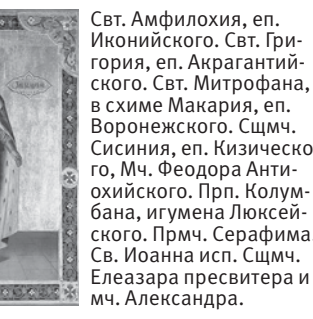 Свт. Амфилохия, еп.
Иконийского. Свт. Гри-
гория, еп. Акрагантий-
ского. Свт. Митрофана,
в схиме Макария, еп.
Воронежского. Сщмч.
Сисиния, еп. Кизическо
го, Мч. Феодора Анти-
охийского. Прп. Колум-
бана, игумена Люксей-
ского. Прмч. Серафима.
Св. Иоанна исп. Сщмч.
Елеазара пресвитера и
мч. Александра.